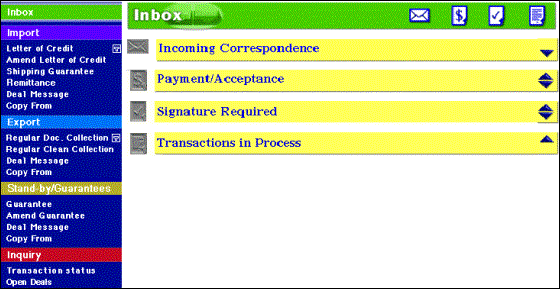 Inbox
Import
Letter of Credit
Amend Letter of Credit
Shipping Guarantee
Remittance
Deal Message
Copy From
Export
Regular Doc. Collection
Regular Clean Collection
Deal Message
Copy From
Stand-by/Guarantees
Guarantee
Amend Guarantee
Deal Message
Copy From
Inquiry
Transaction status
Open Deals
Inbox
$
Incoming Correspondence
Payment/Acceptance
Signature Required
Transactions in Process